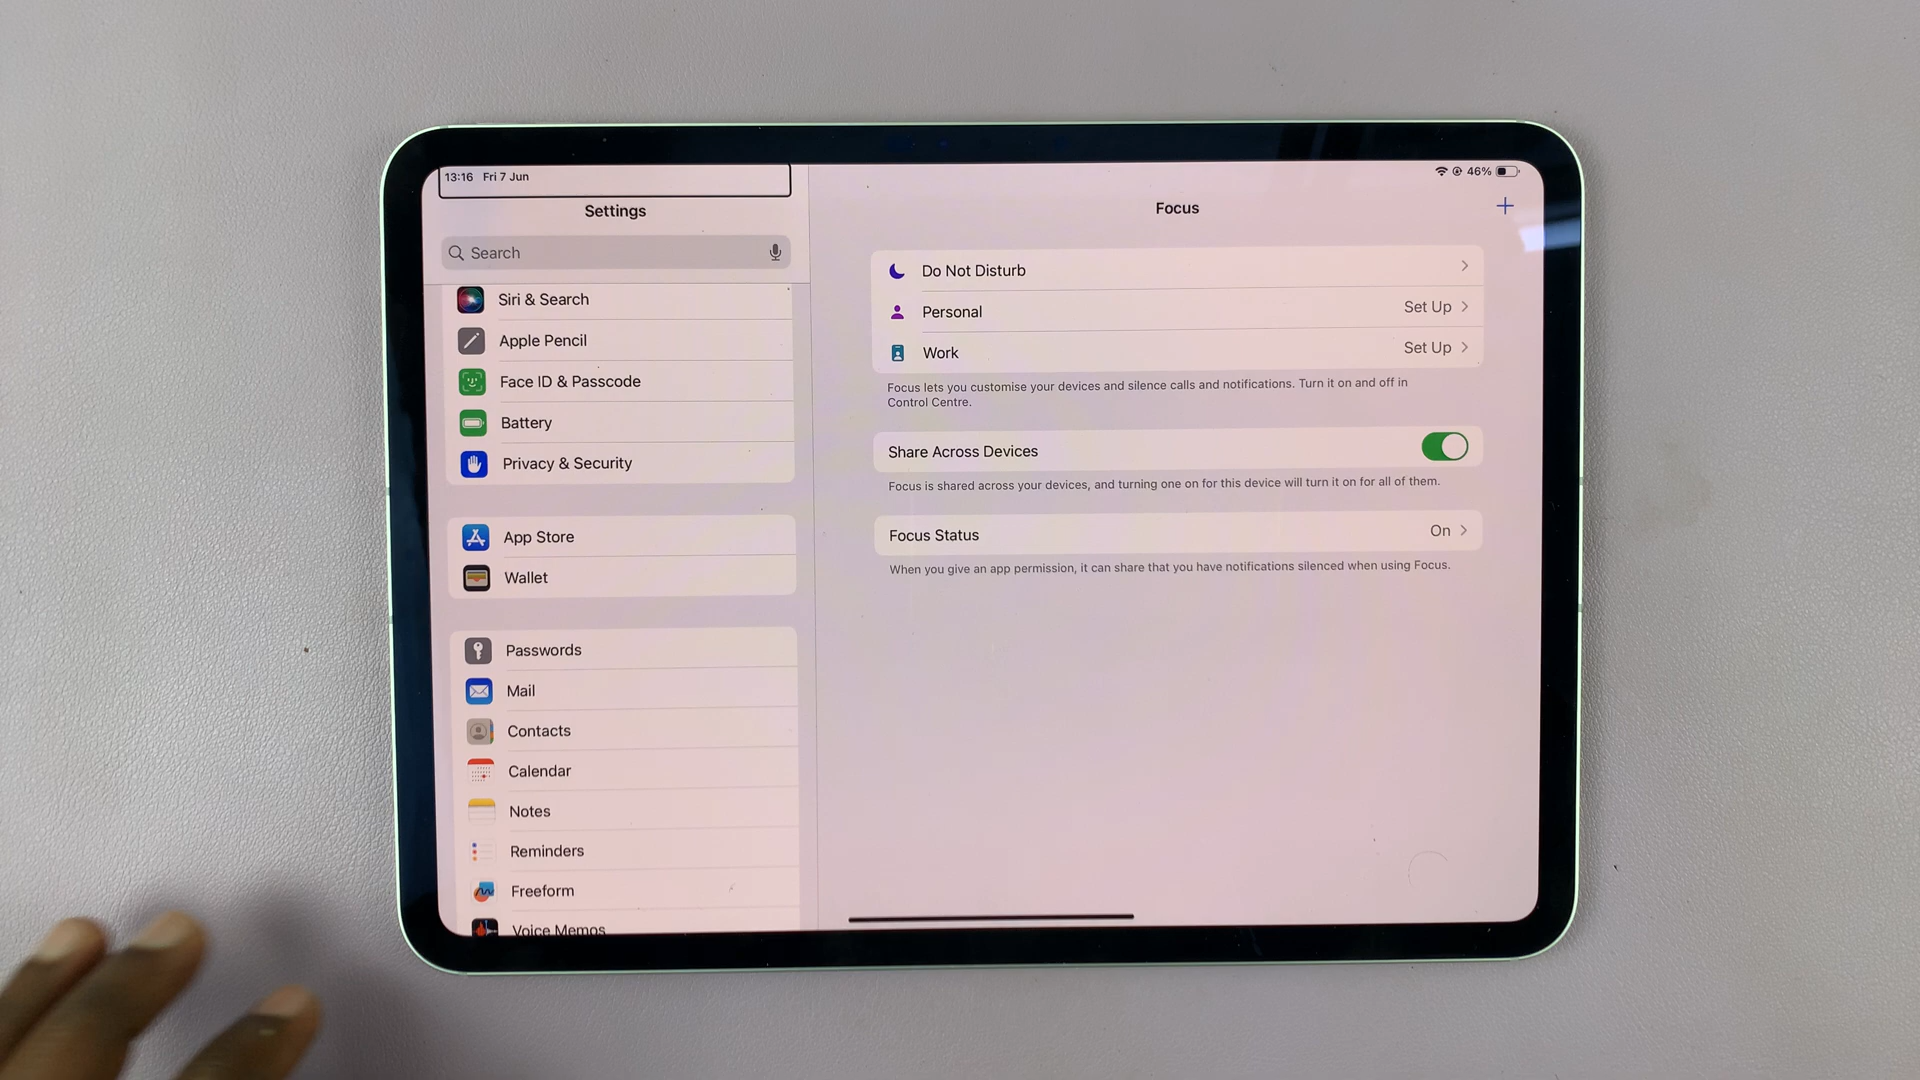 13:16 Fri 7 Jun
46%
Settings
Search
Siri & Search
Apple Pencil
Face ID & Passcode
Battery
Privacy & Security
App Store
Wallet
Passwords
Mail
Contacts
Calendar
Notes
Reminders
Freeform
Voice Memos
Focus
Do Not Disturb
Personal Set Up
Work Set Up
Focus lets you customise your devices and silence calls and notifications. Turn it on and off in
Control Centre.
Share Across Devices
Focus is shared across your devices, and turning one on for this device will turn it on for all of them.
Focus Status On
When you give an app permission, it can share that you have notifications silenced when using Focus.